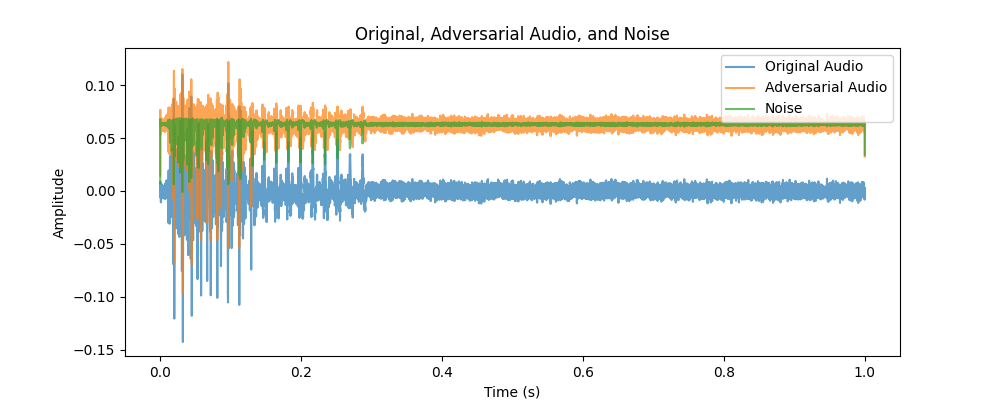 Original, Adversarial Audio, and Noise
Original Audio
Adversarial Audio
Noise
Amplitude
0.10
0.05
0.00
−0.05
−0.10
−0.15
0.0 0.2 0.4 0.6 0.8 1.0
Time (s)